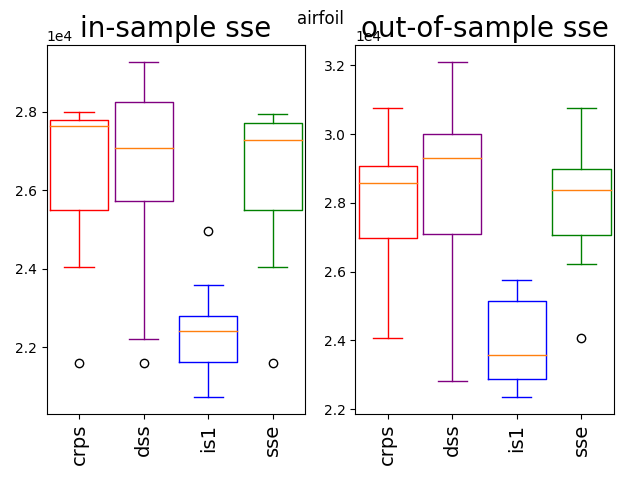 airfoil
in-sample sse
1e4
2.8
2.6
2.4
2.2
crps
dss
is1
sse
out-of-sample sse
1e4
3.2
3.0
2.8
2.6
2.4
2.2
crps
dss
is1
sse